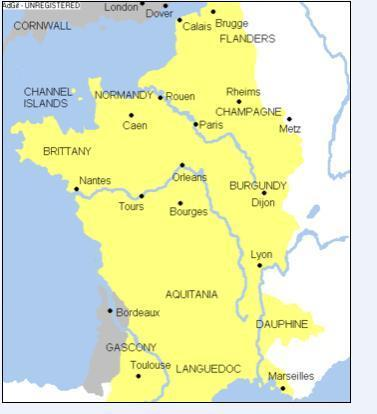 AdGif - UNREGISTERED
London
Dover
CORNWALL
Calais
Brugge
FLANDERS
CHANNEL
ISLANDS
NORMANDY
Rouen
Rheims
CHAMPAGNE
Caen
Paris
Metz
BRITTANY
Orleans
Nantes
Tours
Bourges
BURGUNDY
Dijon
Lyon
AQUITANIA
Bordeaux
DAUPHINE
GASCONY
Toulouse
LANGUEDOC
Marseilles